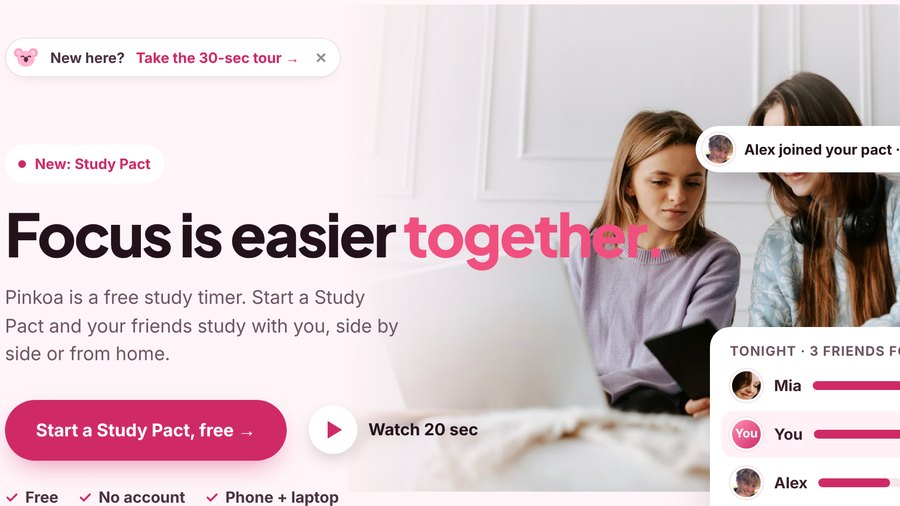 New here? Take the 30-sec tour →
New: Study Pact
Alex joined your pact ·
Focus is easier together.
Pinkoa is a free study timer. Start a Study
Pact and your friends study with you, side by
side or from home.
TONIGHT · 3 FRIENDS FO
Mia
You You
Alex
Start a Study Pact, free →
Watch 20 sec
Free
No account
Phone + laptop